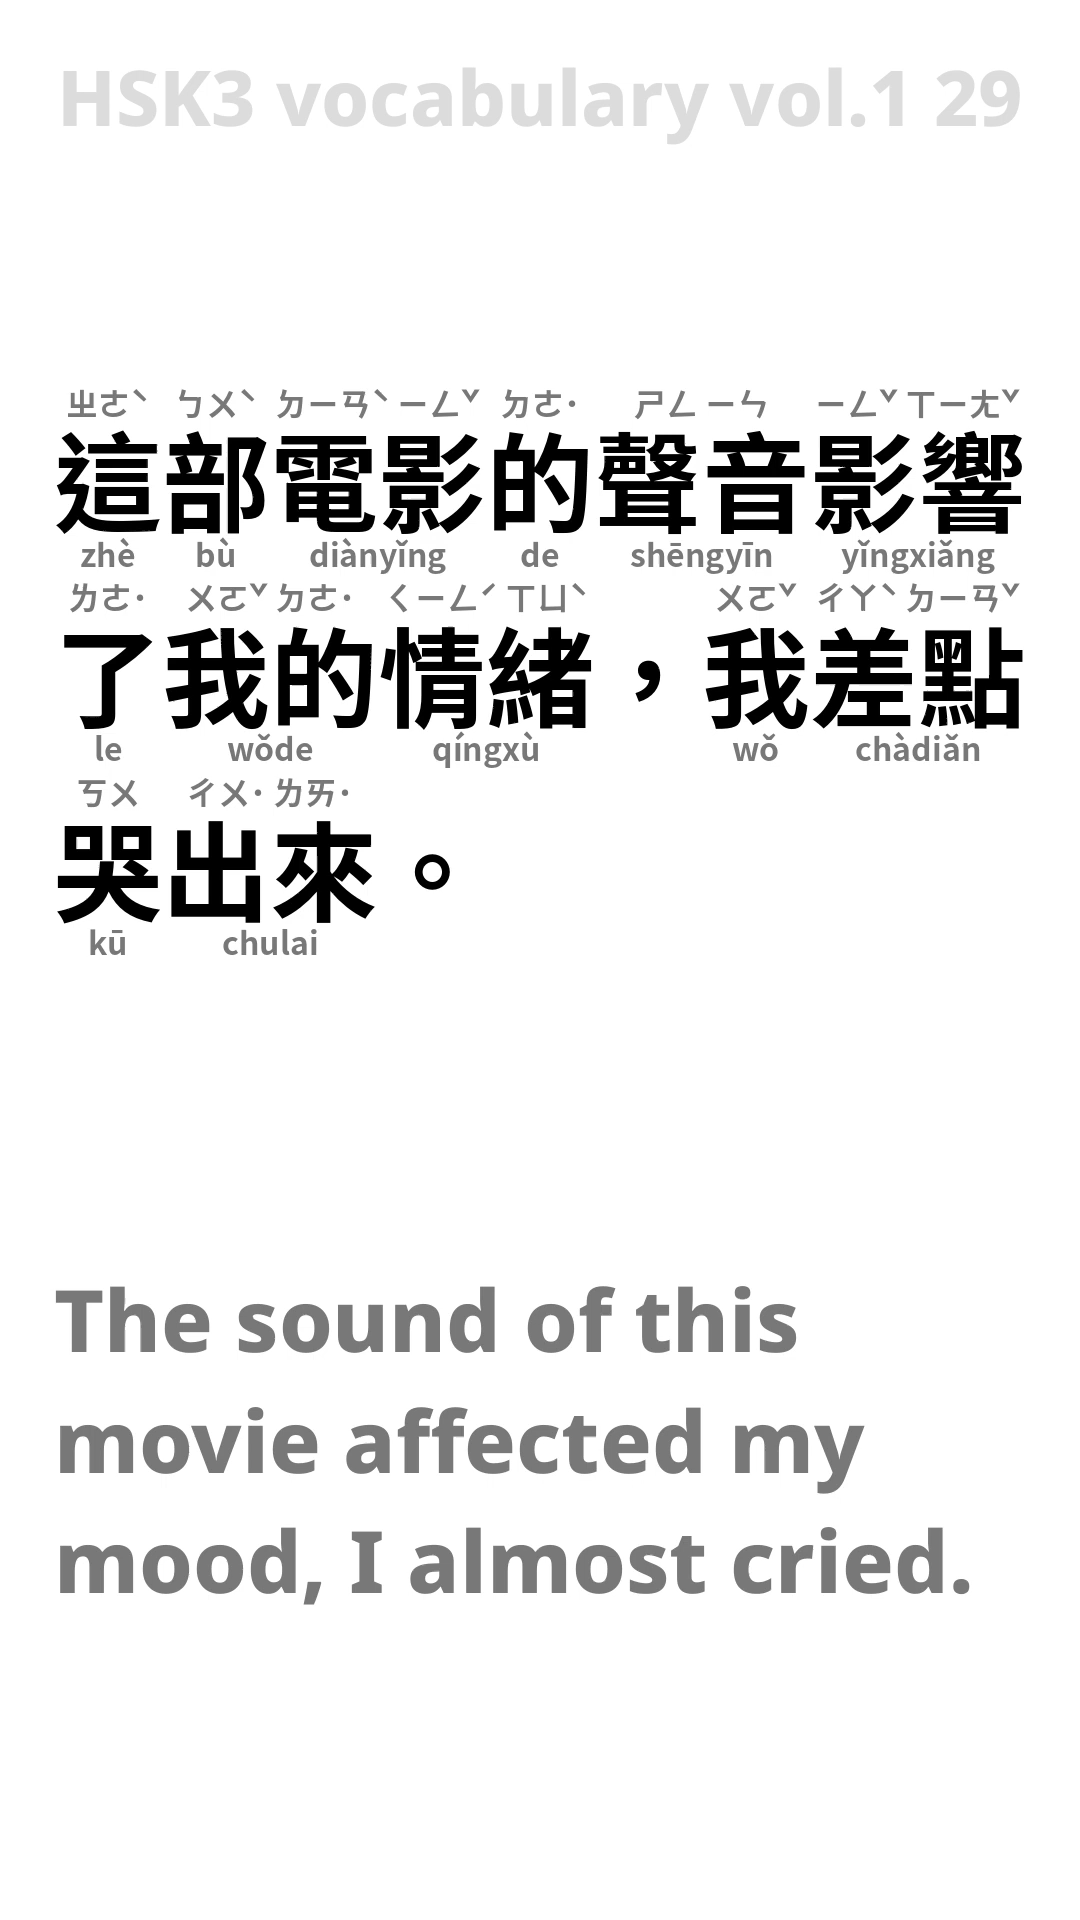 HSK3 vocabulary vol.1 29
ㄓㄜˋ ㄅㄨˋ ㄉㄧㄢˋ ㄧㄥˇ ㄉㄜ˙ ㄕㄥ ㄧㄣ ㄧㄥˇ ㄒㄧㄤˇ
這部電影的聲音影響
zhè bù diànyǐng de shēngyīn yǐngxiǎng
ㄌㄜ˙ ㄨㄛˇ ㄉㄜ˙ ㄑㄧㄥˊ ㄒㄩˋ ㄨㄛˇ ㄔㄚˋ ㄉㄧㄢˇ
了我的情緒，我差點
le wǒde qíngxù wǒ chàdiǎn
ㄎㄨ ㄔㄨ˙ ㄌㄞ˙
哭出來。
kū chulai
The sound of this
movie affected my
mood, I almost cried.